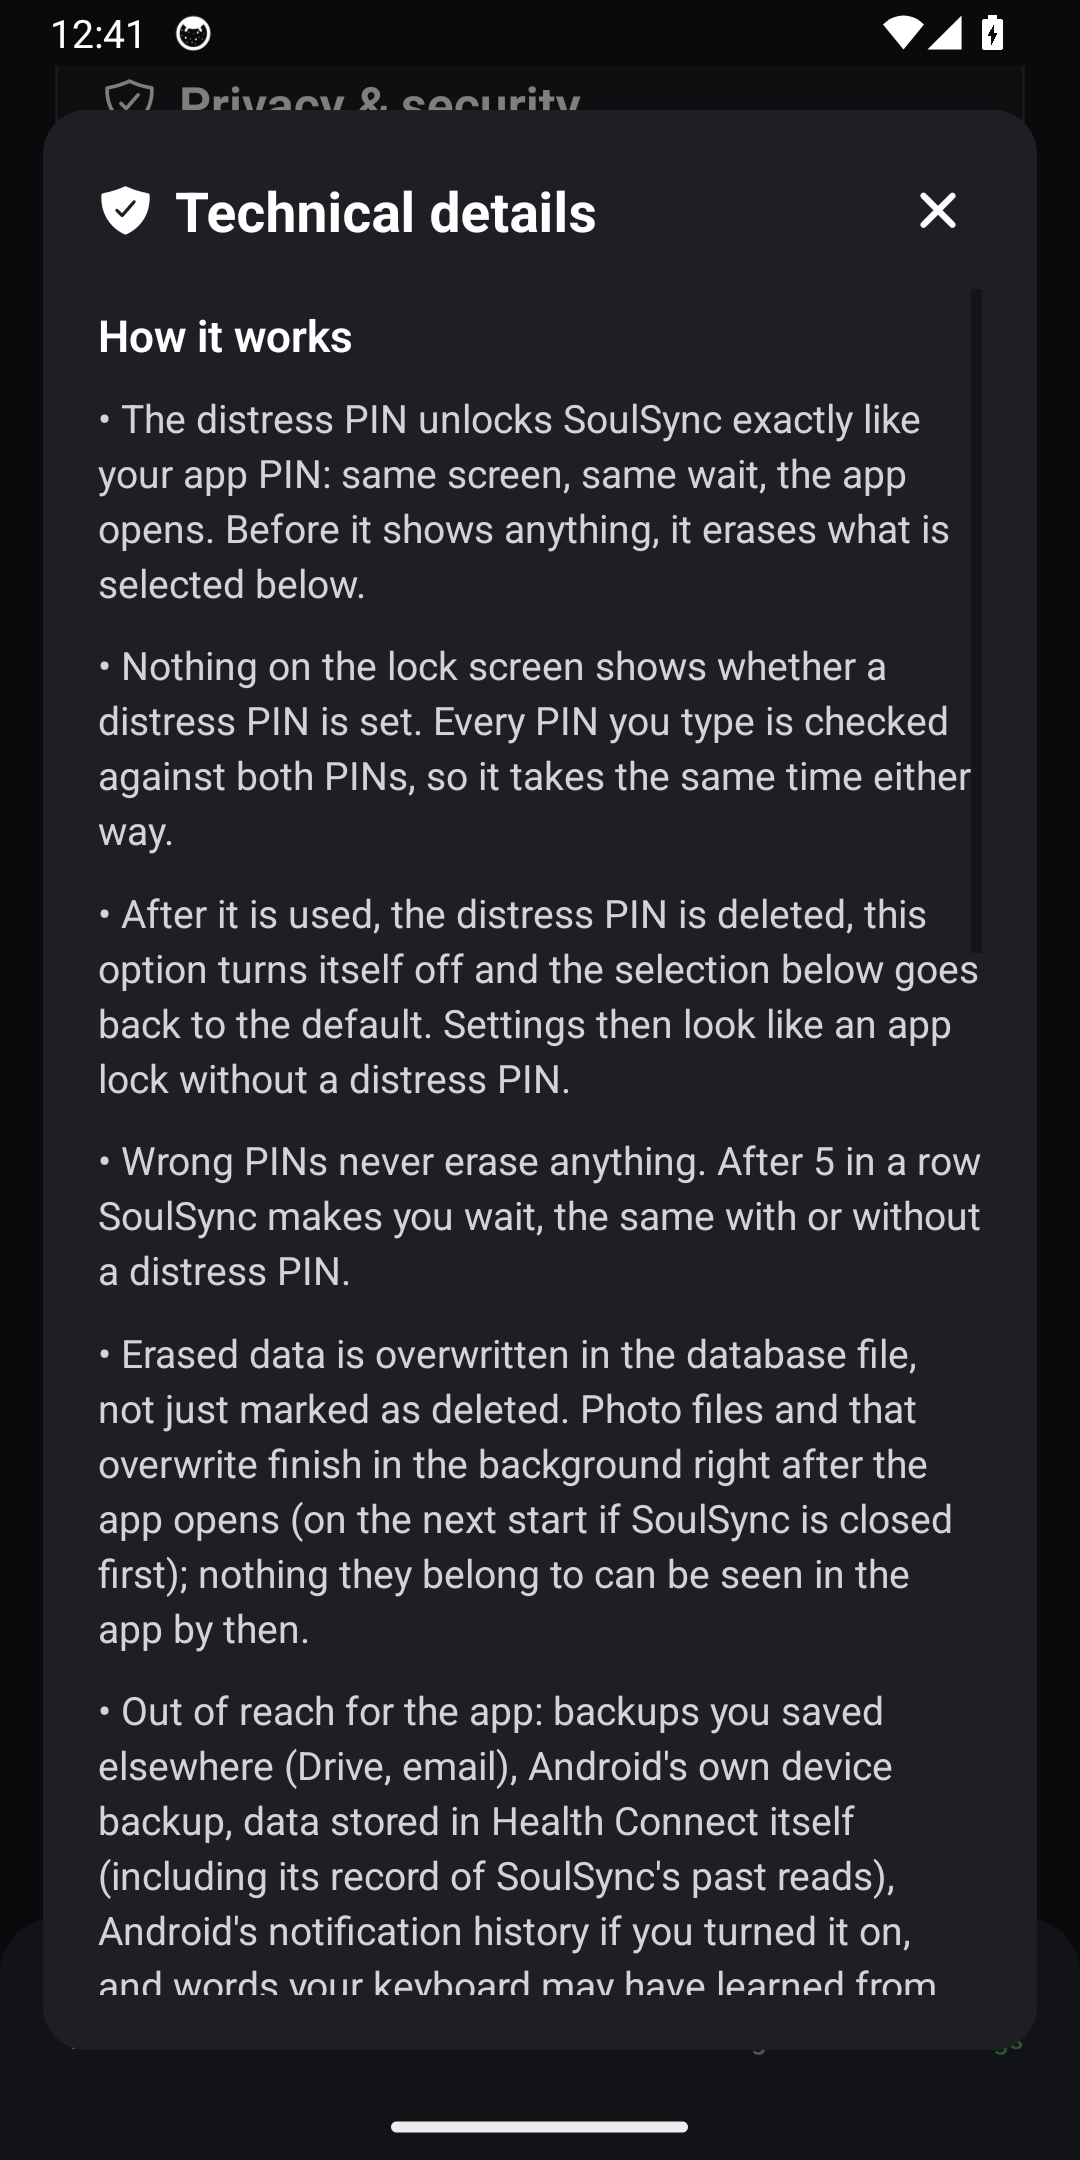 12:41
Privacy & security
Technical details
How it works
• The distress PIN unlocks SoulSync exactly like
your app PIN: same screen, same wait, the app
opens. Before it shows anything, it erases what is
selected below.
• Nothing on the lock screen shows whether a
distress PIN is set. Every PIN you type is checked
against both PINs, so it takes the same time either
way.
• After it is used, the distress PIN is deleted, this
option turns itself off and the selection below goes
back to the default. Settings then look like an app
lock without a distress PIN.
• Wrong PINs never erase anything. After 5 in a row
SoulSync makes you wait, the same with or without
a distress PIN.
• Erased data is overwritten in the database file,
not just marked as deleted. Photo files and that
overwrite finish in the background right after the
app opens (on the next start if SoulSync is closed
first); nothing they belong to can be seen in the
app by then.
• Out of reach for the app: backups you saved
elsewhere (Drive, email), Android's own device
backup, data stored in Health Connect itself
(including its record of SoulSync's past reads),
Android's notification history if you turned it on,
and words your keyboard may have learned from